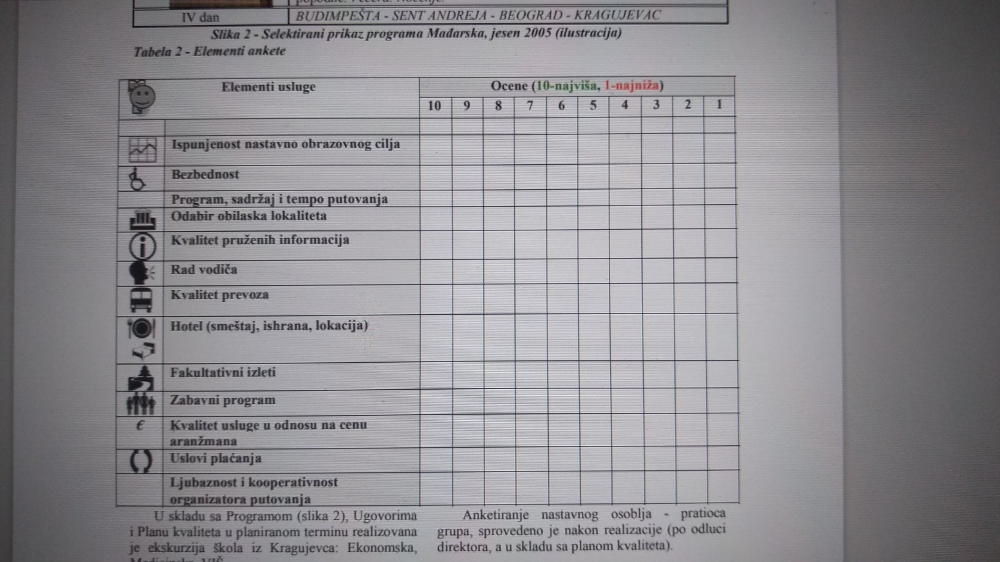 IV dan BUDIMPEŠTA - SENT ANDREJA - BEOGRAD - KRAGUJEVAC
Slika 2 - Selektirani prikaz programa Mađarska, jesen 2005 (ilustracija)
Tabela 2 - Elementi ankete
Elementi usluge Ocene (10-najviša, 1-najniža)
10 9 8 7 6 5 4 3 2 1
Ispunjenost nastavno obrazovnog cilja
Bezbednost
Program, sadržaj i tempo putovanja
Odabir obilaska lokaliteta
Kvalitet pruženih informacija
Rad vodiča
Kvalitet prevoza
Hotel (smeštaj, ishrana, lokacija)
Fakultativni izleti
Zabavni program
€ Kvalitet usluge u odnosu na cenu
aranžmana
Uslovi plaćanja
Ljubaznost i kooperativnost
organizatora putovanja
U skladu sa Programom (slika 2), Ugovorima
i Planu kvaliteta u planiranom terminu realizovana
je ekskurzija škola iz Kragujevca: Ekonomska,
Anketiranje nastavnog osoblja - pratioca
grupa, sprovedeno je nakon realizacije (po odluci
direktora, a u skladu sa planom kvaliteta).